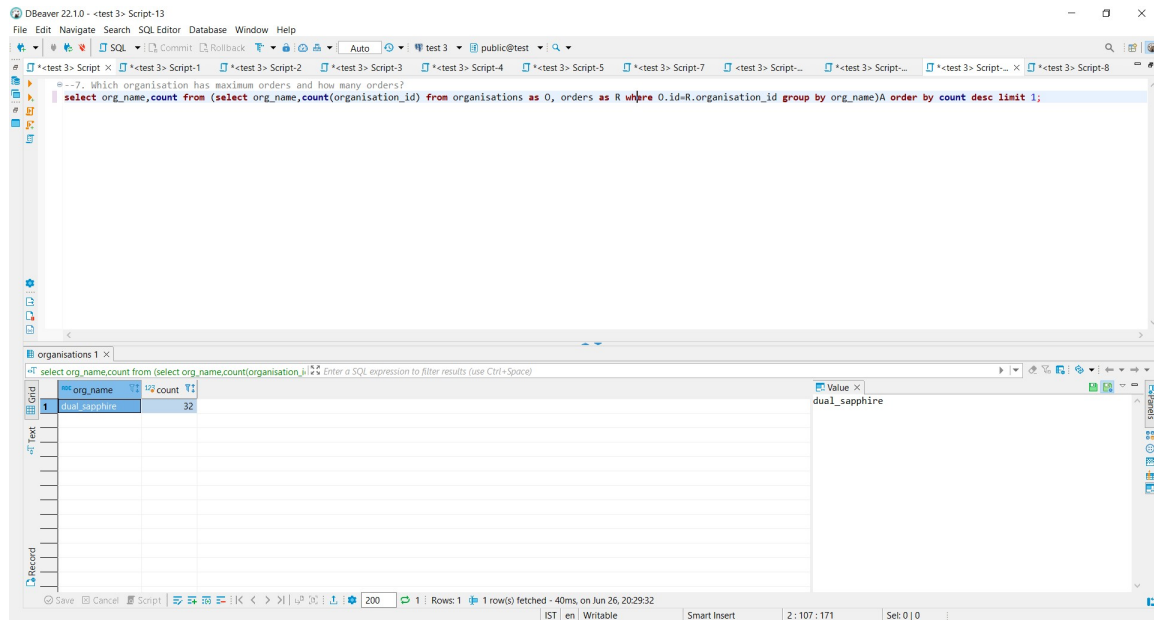 DBeaver 22.1.0 - <test 3> Script-13
File Edit Navigate Search SQL Editor Database Window Help
SQL Commit Rollback Auto test 3 public@test
*<test 3> Script *<test 3> Script-1 *<test 3> Script-2 *<test 3> Script-3 *<test 3> Script-4 *<test 3> Script-5 *<test 3> Script-7 <test 3> Script-... *<test 3> Script-... *<test 3> Script-... *<test 3> Script-8
--7. Which organisation has maximum orders and how many orders?
select org_name,count from (select org_name,count(organisation_id) from organisations as O, orders as R where O.id=R.organisation_id group by org_name)A order by count desc limit 1;
organisations 1
select org_name,count from (select org_name,count(organisation_i Enter a SQL expression to filter results (use Ctrl+Space)
Grid
Text
Record
org_name 123 count
1 dual_sapphire 32
Value
dual_sapphire
Panels
Save Cancel Script 200 1 Rows: 1 1 row(s) fetched - 40ms, on Jun 26, 20:29:32
IST en Writable Smart Insert 2 : 107 : 171 Sel: 0 | 0